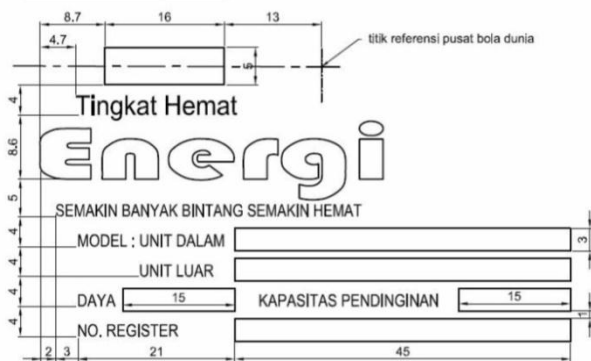 8.7 16 13
4.7
titik referensi pusat bola dunia
5
4
Tingkat Hemat
8.6
Energi
5
SEMAKIN BANYAK BINTANG SEMAKIN HEMAT
4
MODEL : UNIT DALAM
3
4
UNIT LUAR
4
DAYA 15 KAPASITAS PENDINGINAN 15
1
4
NO. REGISTER
2 3 21 45